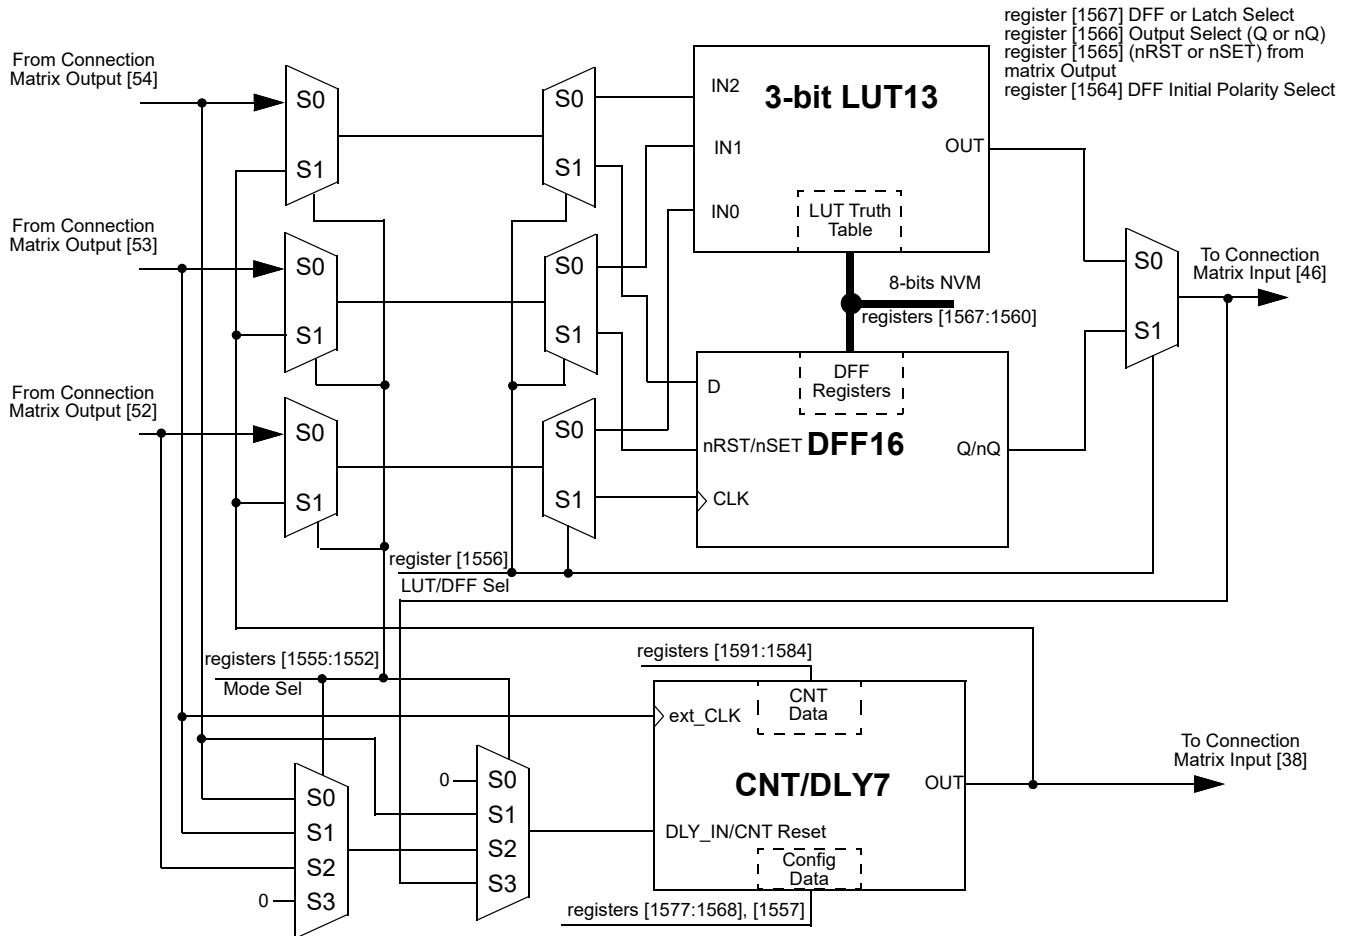 register [1567] DFF or Latch Select
register [1566] Output Select (Q or nQ)
register [1565] (nRST or nSET) from
matrix Output
register [1564] DFF Initial Polarity Select
From Connection
Matrix Output [54]
S0
S1
S0
S1
IN2
3-bit LUT13
IN1
OUT
IN0
LUT Truth
Table
From Connection
Matrix Output [53]
S0
S1
S0
S1
8-bits NVM
registers [1567:1560]
S0
S1
To Connection
Matrix Input [46]
From Connection
Matrix Output [52]
S0
S1
S0
S1
D
DFF
Registers
nRST/nSET
DFF16
Q/nQ
CLK
register [1556]
LUT/DFF Sel
registers [1555:1552]
Mode Sel
registers [1591:1584]
ext_CLK
CNT
Data
CNT/DLY7
OUT
To Connection
Matrix Input [38]
DLY_IN/CNT Reset
Config
Data
0
S0
S1
S2
S3
S0
S1
S2
0
S3
registers [1577:1568], [1557]